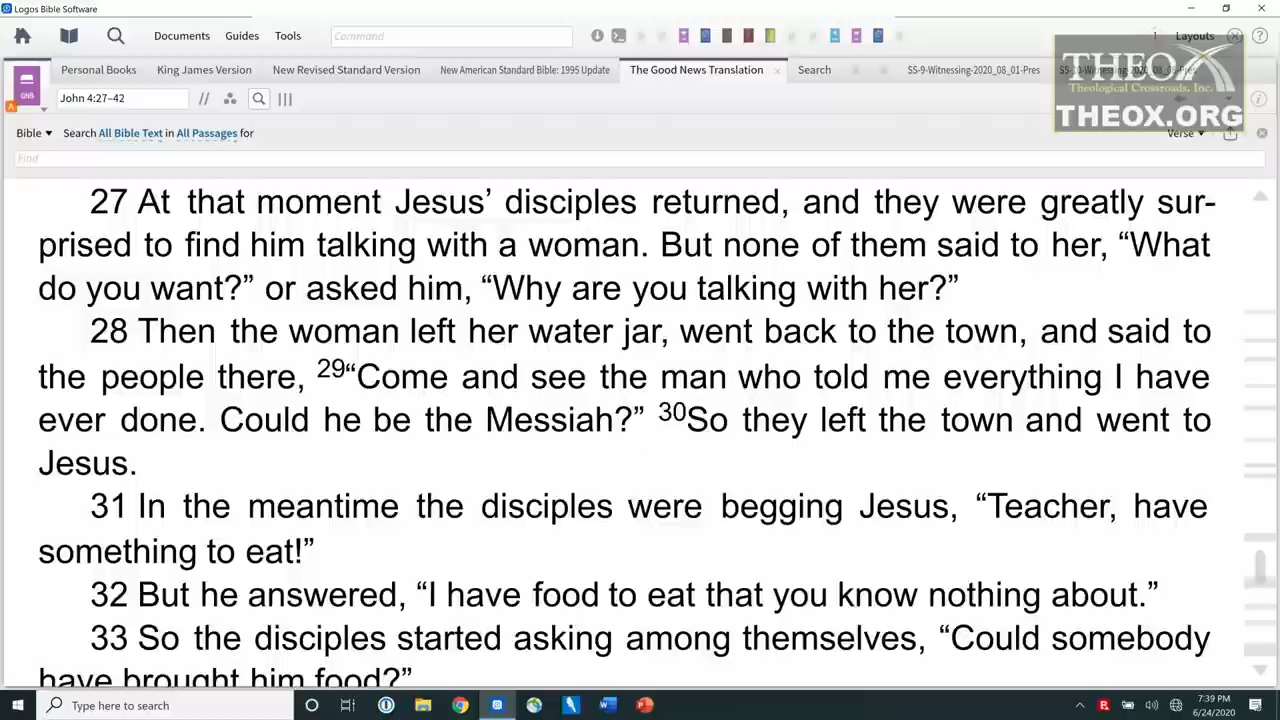 Logos Bible Software
Documents Guides Tools Command Layouts
THEOX
Theological Crossroads, Inc.
THEOX.ORG
Personal Books King James Version New Revised Standard Version American Standard Bible: 1995 Update The Good News Translation Search SS-9-Witnessing-2020_08_01-Pres
GNB
John 4:27–42
Bible Search All Bible Text in All Passages for Verse
Find
27 At that moment Jesus’ disciples returned, and they were greatly sur-
prised to find him talking with a woman. But none of them said to her, “What
do you want?” or asked him, “Why are you talking with her?”
28 Then the woman left her water jar, went back to the town, and said to
the people there, 29“Come and see the man who told me everything I have
ever done. Could he be the Messiah?” 30So they left the town and went to
Jesus.
31 In the meantime the disciples were begging Jesus, “Teacher, have
something to eat!”
32 But he answered, “I have food to eat that you know nothing about.”
33 So the disciples started asking among themselves, “Could somebody
have brought him food?”
Type here to search
7:39 PM
6/24/2020